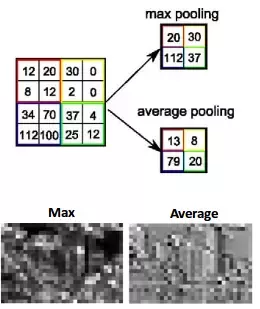 max pooling
20 30
112 37
12 20 30 0
8 12 2 0
34 70 37 4
112 100 25 12
average pooling
13 8
79 20
Max Average